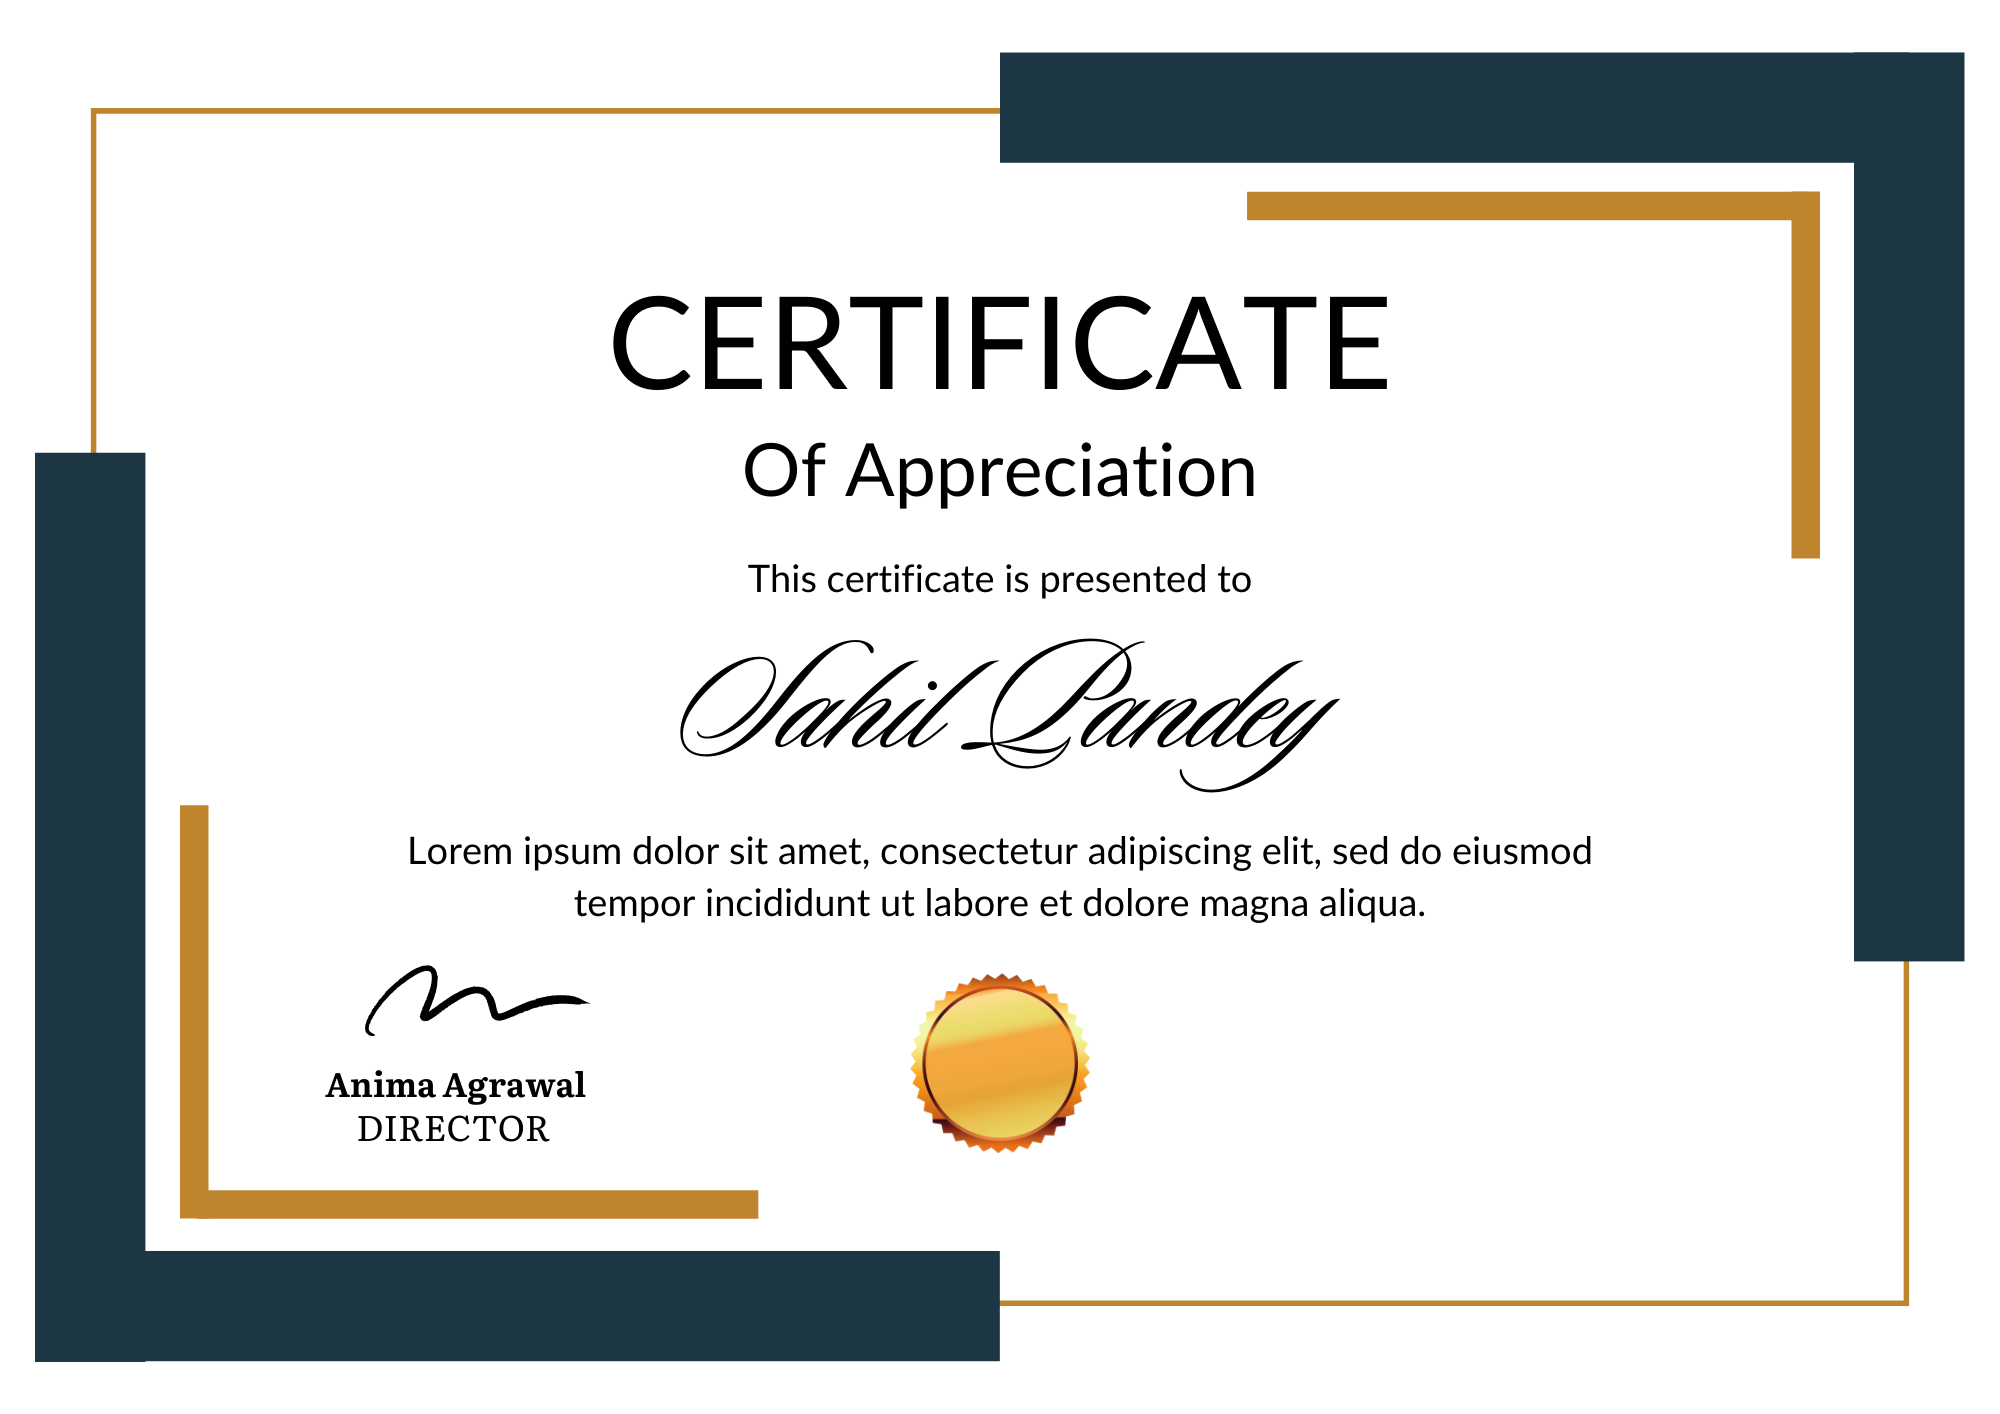 CERTIFICATE
Of Appreciation
This certificate is presented to
Sahil Pandey
Lorem ipsum dolor sit amet, consectetur adipiscing elit, sed do eiusmod
tempor incididunt ut labore et dolore magna aliqua.
Anima Agrawal
DIRECTOR